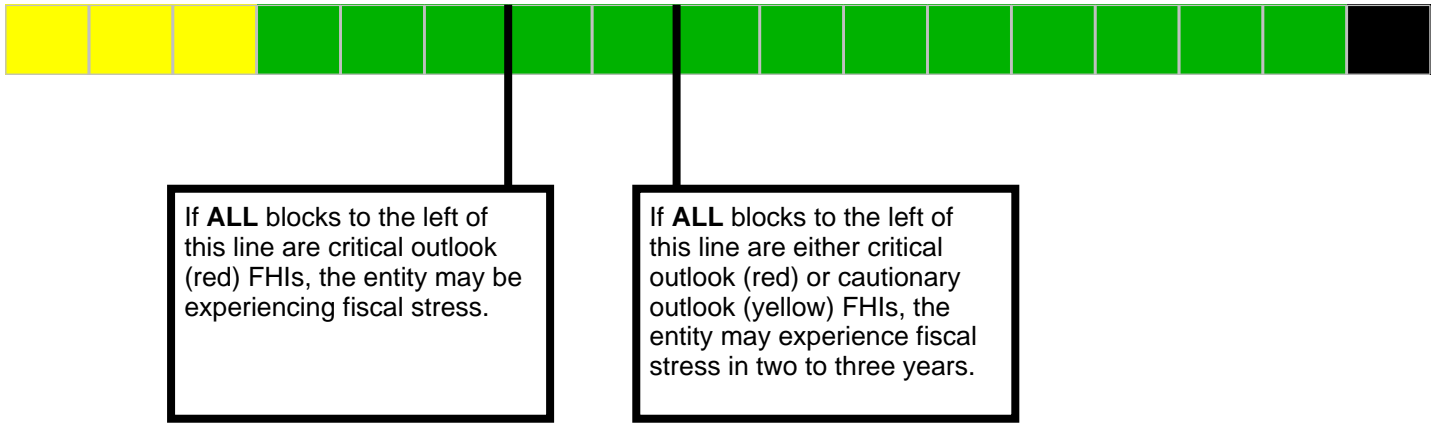 If ALL blocks to the left of
this line are critical outlook
(red) FHIs, the entity may be
experiencing fiscal stress.
If ALL blocks to the left of
this line are either critical
outlook (red) or cautionary
outlook (yellow) FHIs, the
entity may experience fiscal
stress in two to three years.